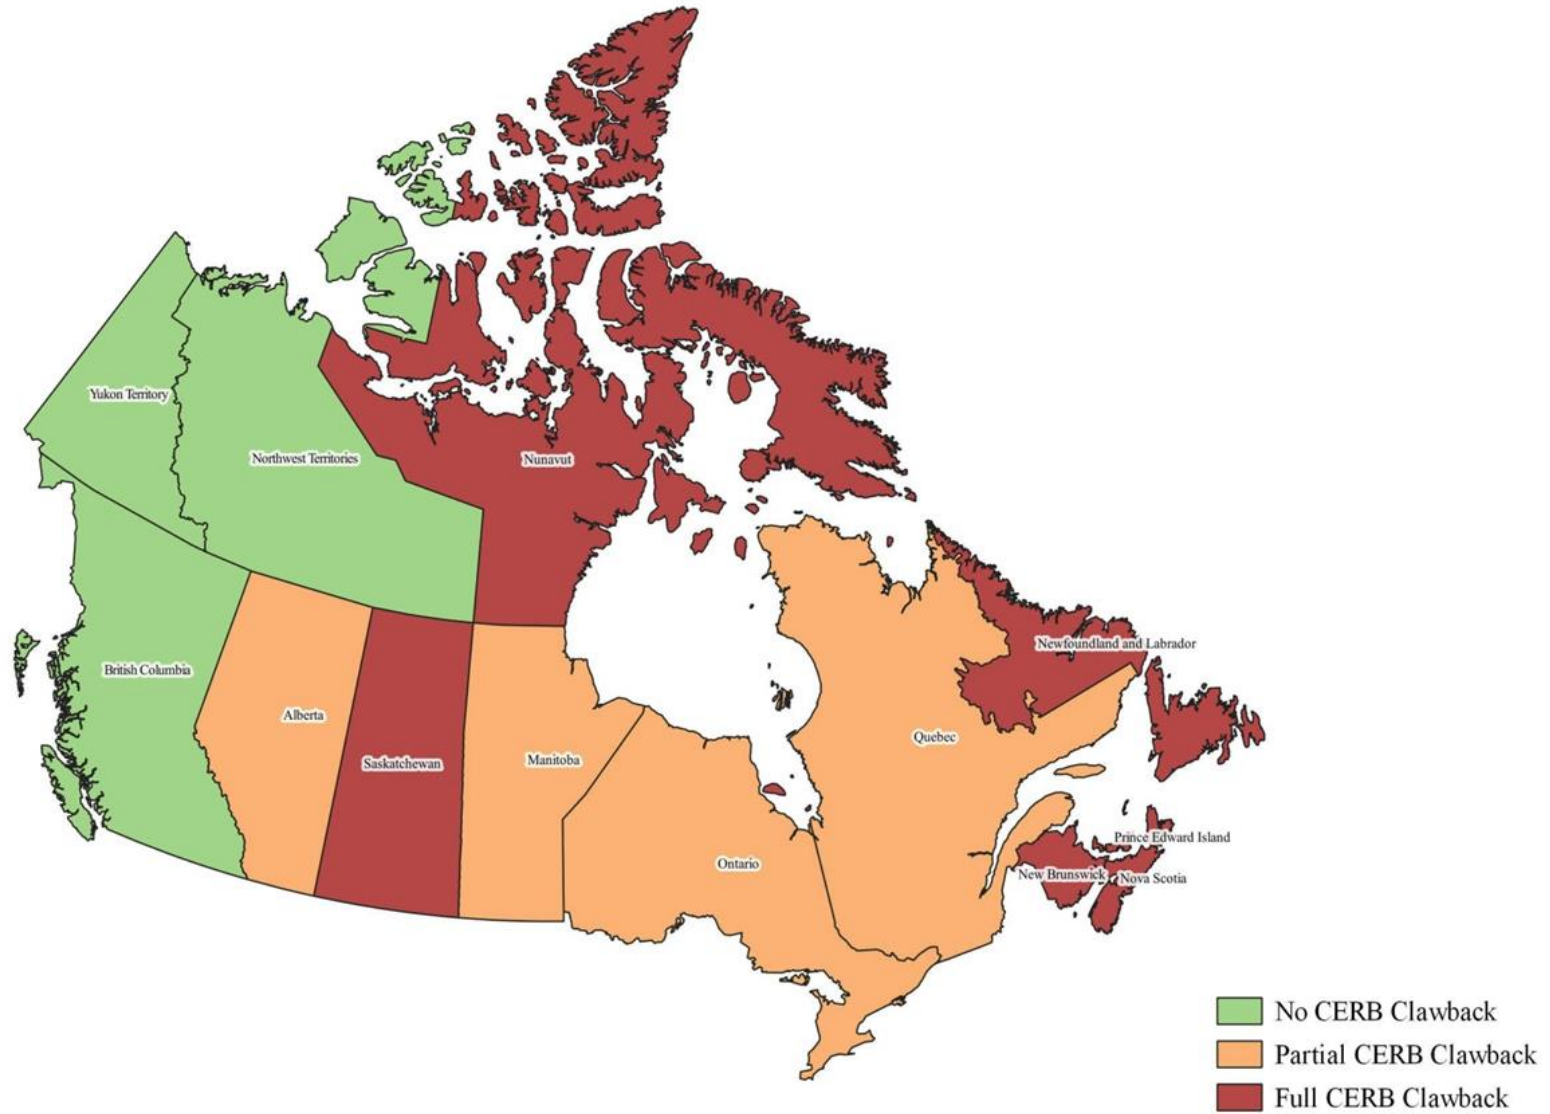 Yukon Territory
Northwest Territories
Nunavut
Newfoundland and Labrador
British Columbia
Alberta
Quebec
Saskatchewan
Manitoba
Prince Edward Island
Ontario
New Brunswick
Nova Scotia
No CERB Clawback
Partial CERB Clawback
Full CERB Clawback